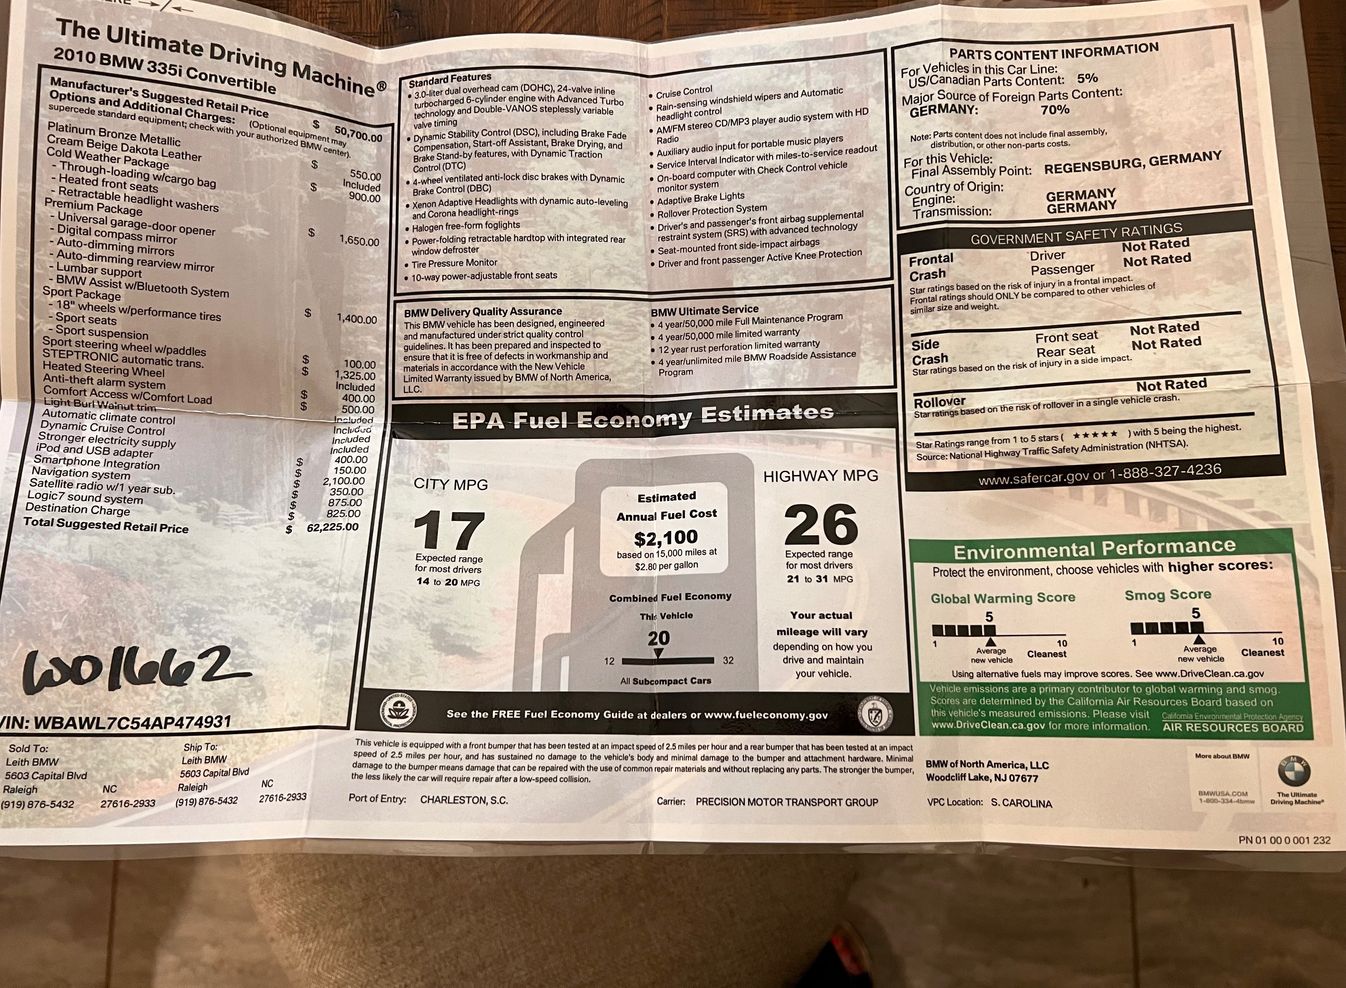 The Ultimate Driving Machine®
2010 BMW 335i Convertible
Manufacturer's Suggested Retail Price $ 50,700.00
Options and Additional Charges: (Optional equipment may
supercede standard equipment; check with your authorized BMW center).
Platinum Bronze Metallic $ 550.00
Cream Beige Dakota Leather Included
Cold Weather Package $ 900.00
- Through-loading w/cargo bag
- Heated front seats
- Retractable headlight washers
Premium Package $ 1,650.00
- Universal garage-door opener
- Digital compass mirror
- Auto-dimming mirrors
- Auto-dimming rearview mirror
- Lumbar support
- BMW Assist w/Bluetooth System
Sport Package $ 1,400.00
- 18" wheels w/performance tires
- Sport seats
- Sport suspension
Sport steering wheel w/paddles $ 100.00
STEPTRONIC automatic trans. $ 1,325.00
Heated Steering Wheel Included
Anti-theft alarm system $ 400.00
Comfort Access w/Comfort Load $ 500.00
Light Burl Walnut trim Included
Automatic climate control Included
Dynamic Cruise Control Included
Stronger electricity supply Included
iPod and USB adapter $ 400.00
Smartphone Integration $ 150.00
Navigation system $ 2,100.00
Satellite radio w/1 year sub. $ 350.00
Logic7 sound system $ 875.00
Destination Charge $ 825.00
Total Suggested Retail Price $ 62,225.00
WO1662
VIN: WBAWL7C54AP474931
Sold To:
Leith BMW
5603 Capital Blvd
Raleigh NC
(919) 876-5432 27616-2933
Ship To:
Leith BMW
5603 Capital Blvd
Raleigh NC
(919) 876-5432 27616-2933
Standard Features
• 3.0-liter dual overhead cam (DOHC), 24-valve inline
turbocharged 6-cylinder engine with Advanced Turbo
technology and Double-VANOS steplessly variable
valve timing
• Dynamic Stability Control (DSC), including Brake Fade
Compensation, Start-off Assistant, Brake Drying, and
Brake Stand-by features, with Dynamic Traction
Control (DTC)
• 4-wheel ventilated anti-lock disc brakes with Dynamic
Brake Control (DBC)
• Xenon Adaptive Headlights with dynamic auto-leveling
and Corona headlight-rings
• Halogen free-form foglights
• Power-folding retractable hardtop with integrated rear
window defroster
• Tire Pressure Monitor
• 10-way power-adjustable front seats
• Cruise Control
• Rain-sensing windshield wipers and Automatic
headlight control
• AM/FM stereo CD/MP3 player audio system with HD
Radio
• Auxiliary audio input for portable music players
• Service Interval Indicator with miles-to-service readout
• On-board computer with Check Control vehicle
monitor system
• Adaptive Brake Lights
• Rollover Protection System
• Driver's and passenger's front airbag supplemental
restraint system (SRS) with advanced technology
• Seat-mounted front side-impact airbags
• Driver and front passenger Active Knee Protection
BMW Delivery Quality Assurance
This BMW vehicle has been designed, engineered
and manufactured under strict quality control
guidelines. It has been prepared and inspected to
ensure that it is free of defects in workmanship and
materials in accordance with the New Vehicle
Limited Warranty issued by BMW of North America,
LLC.
BMW Ultimate Service
• 4 year/50,000 mile Full Maintenance Program
• 4 year/50,000 mile limited warranty
• 12 year rust perforation limited warranty
• 4 year/unlimited mile BMW Roadside Assistance
Program
EPA Fuel Economy Estimates
CITY MPG
17
Expected range
for most drivers
14 to 20 MPG
Estimated
Annual Fuel Cost
$2,100
based on 15,000 miles at
$2.80 per gallon
Combined Fuel Economy
This Vehicle
20
12 32
All Subcompact Cars
HIGHWAY MPG
26
Expected range
for most drivers
21 to 31 MPG
Your actual
mileage will vary
depending on how you
drive and maintain
your vehicle.
See the FREE Fuel Economy Guide at dealers or www.fueleconomy.gov
This vehicle is equipped with a front bumper that has been tested at an impact speed of 2.5 miles per hour and a rear bumper that has been tested at an impact
speed of 2.5 miles per hour, and has sustained no damage to the vehicle's body and minimal damage to the bumper and attachment hardware. Minimal
damage to the bumper means damage that can be repaired with the use of common repair materials and without replacing any parts. The stronger the bumper,
the less likely the car will require repair after a low-speed collision.
Port of Entry: CHARLESTON, S.C.
Carrier: PRECISION MOTOR TRANSPORT GROUP
PARTS CONTENT INFORMATION
For Vehicles in this Car Line:
US/Canadian Parts Content: 5%
Major Source of Foreign Parts Content:
GERMANY: 70%
Note: Parts content does not include final assembly,
distribution, or other non-parts costs.
For this Vehicle:
Final Assembly Point: REGENSBURG, GERMANY
Country of Origin:
Engine: GERMANY
Transmission: GERMANY
GOVERNMENT SAFETY RATINGS
Frontal Driver Not Rated
Crash Passenger Not Rated
Star ratings based on the risk of injury in a frontal impact.
Frontal ratings should ONLY be compared to other vehicles of
similar size and weight.
Side Front seat Not Rated
Crash Rear seat Not Rated
Star ratings based on the risk of injury in a side impact.
Rollover Not Rated
Star ratings based on the risk of rollover in a single vehicle crash.
Star Ratings range from 1 to 5 stars ( ★★★★★ ) with 5 being the highest.
Source: National Highway Traffic Safety Administration (NHTSA).
www.safercar.gov or 1-888-327-4236
Environmental Performance
Protect the environment, choose vehicles with higher scores:
Global Warming Score
5
1 10
Average
new vehicle
Cleanest
Smog Score
5
1 10
Average
new vehicle
Cleanest
Using alternative fuels may improve scores. See www.DriveClean.ca.gov
Vehicle emissions are a primary contributor to global warming and smog.
Scores are determined by the California Air Resources Board based on
this vehicle's measured emissions. Please visit
www.DriveClean.ca.gov for more information.
California Environmental Protection Agency
AIR RESOURCES BOARD
BMW of North America, LLC
Woodcliff Lake, NJ 07677
VPC Location: S. CAROLINA
More about BMW
BMWUSA.COM
1-800-334-4bmw
BMW
The Ultimate
Driving Machine®
PN 01 00 0 001 232